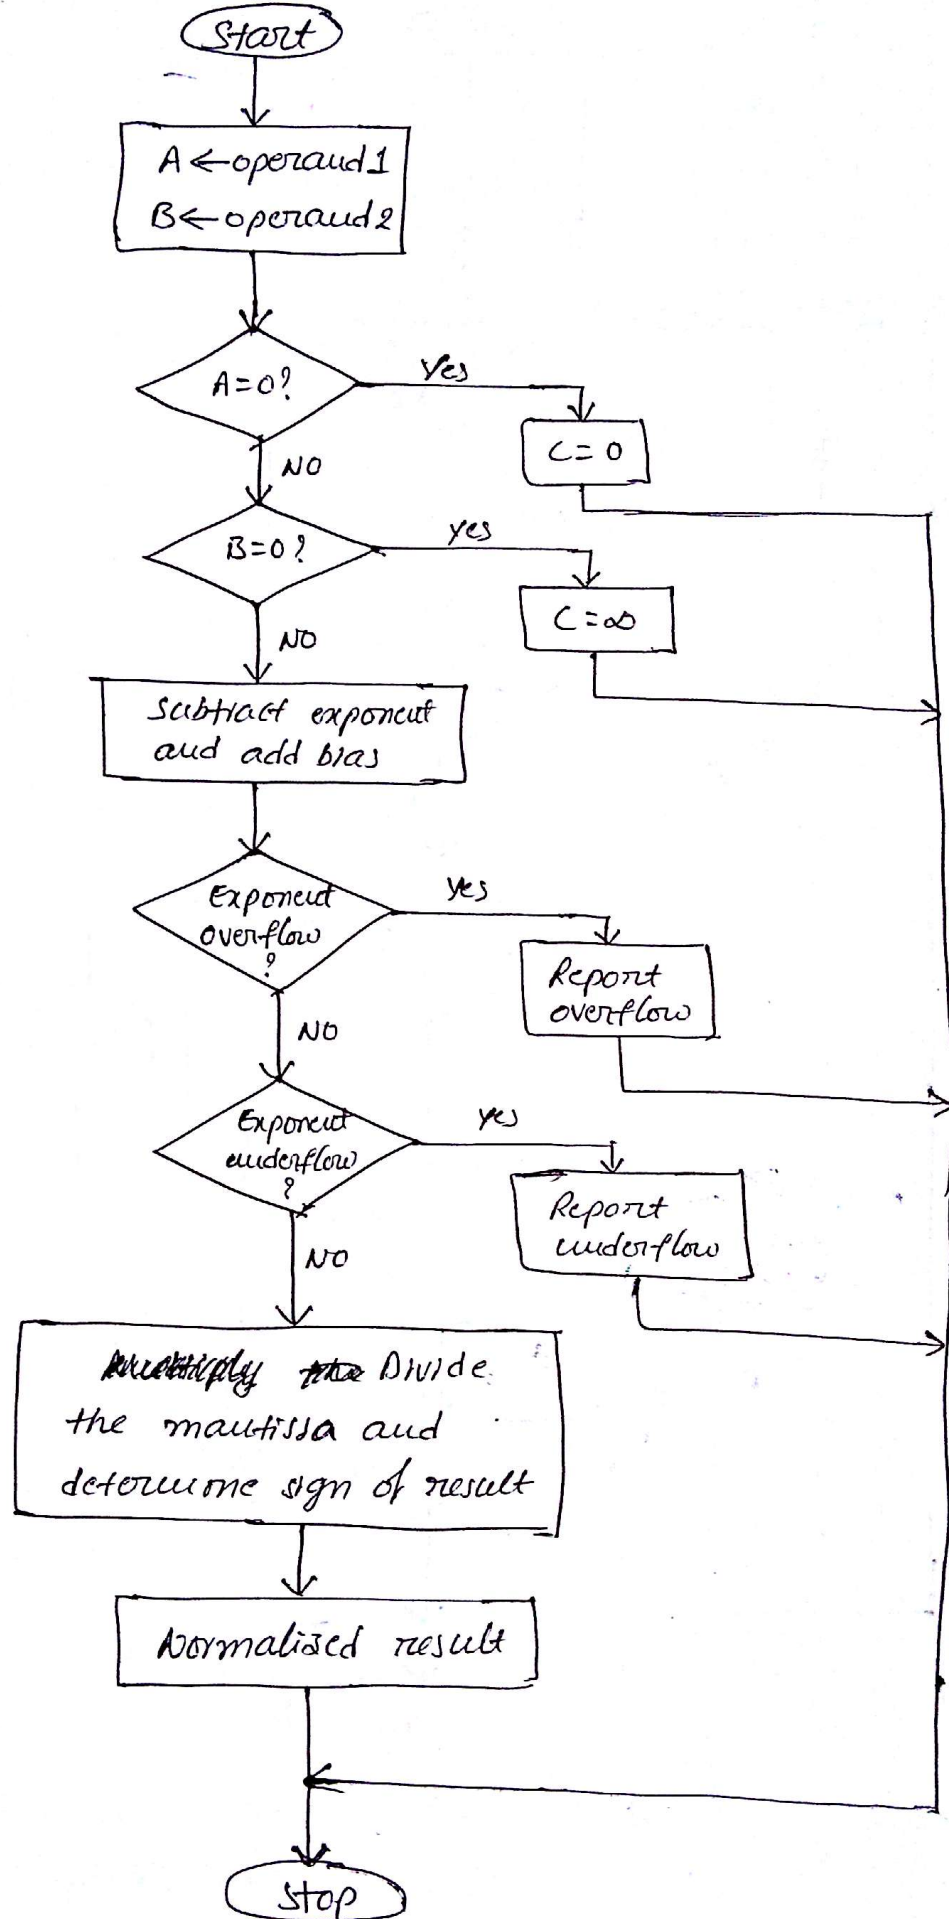 Start
A ← operand 1
B ← operand 2
A = 0 ?
Yes
C = 0
NO
B = 0 ?
yes
C = ∞
NO
Subtract exponent
and add bias
Exponent
overflow
?
yes
Report
overflow
NO
Exponent
underflow
?
yes
Report
underflow
NO
Divide
the mantissa and
determine sign of result
Normalized result
Stop